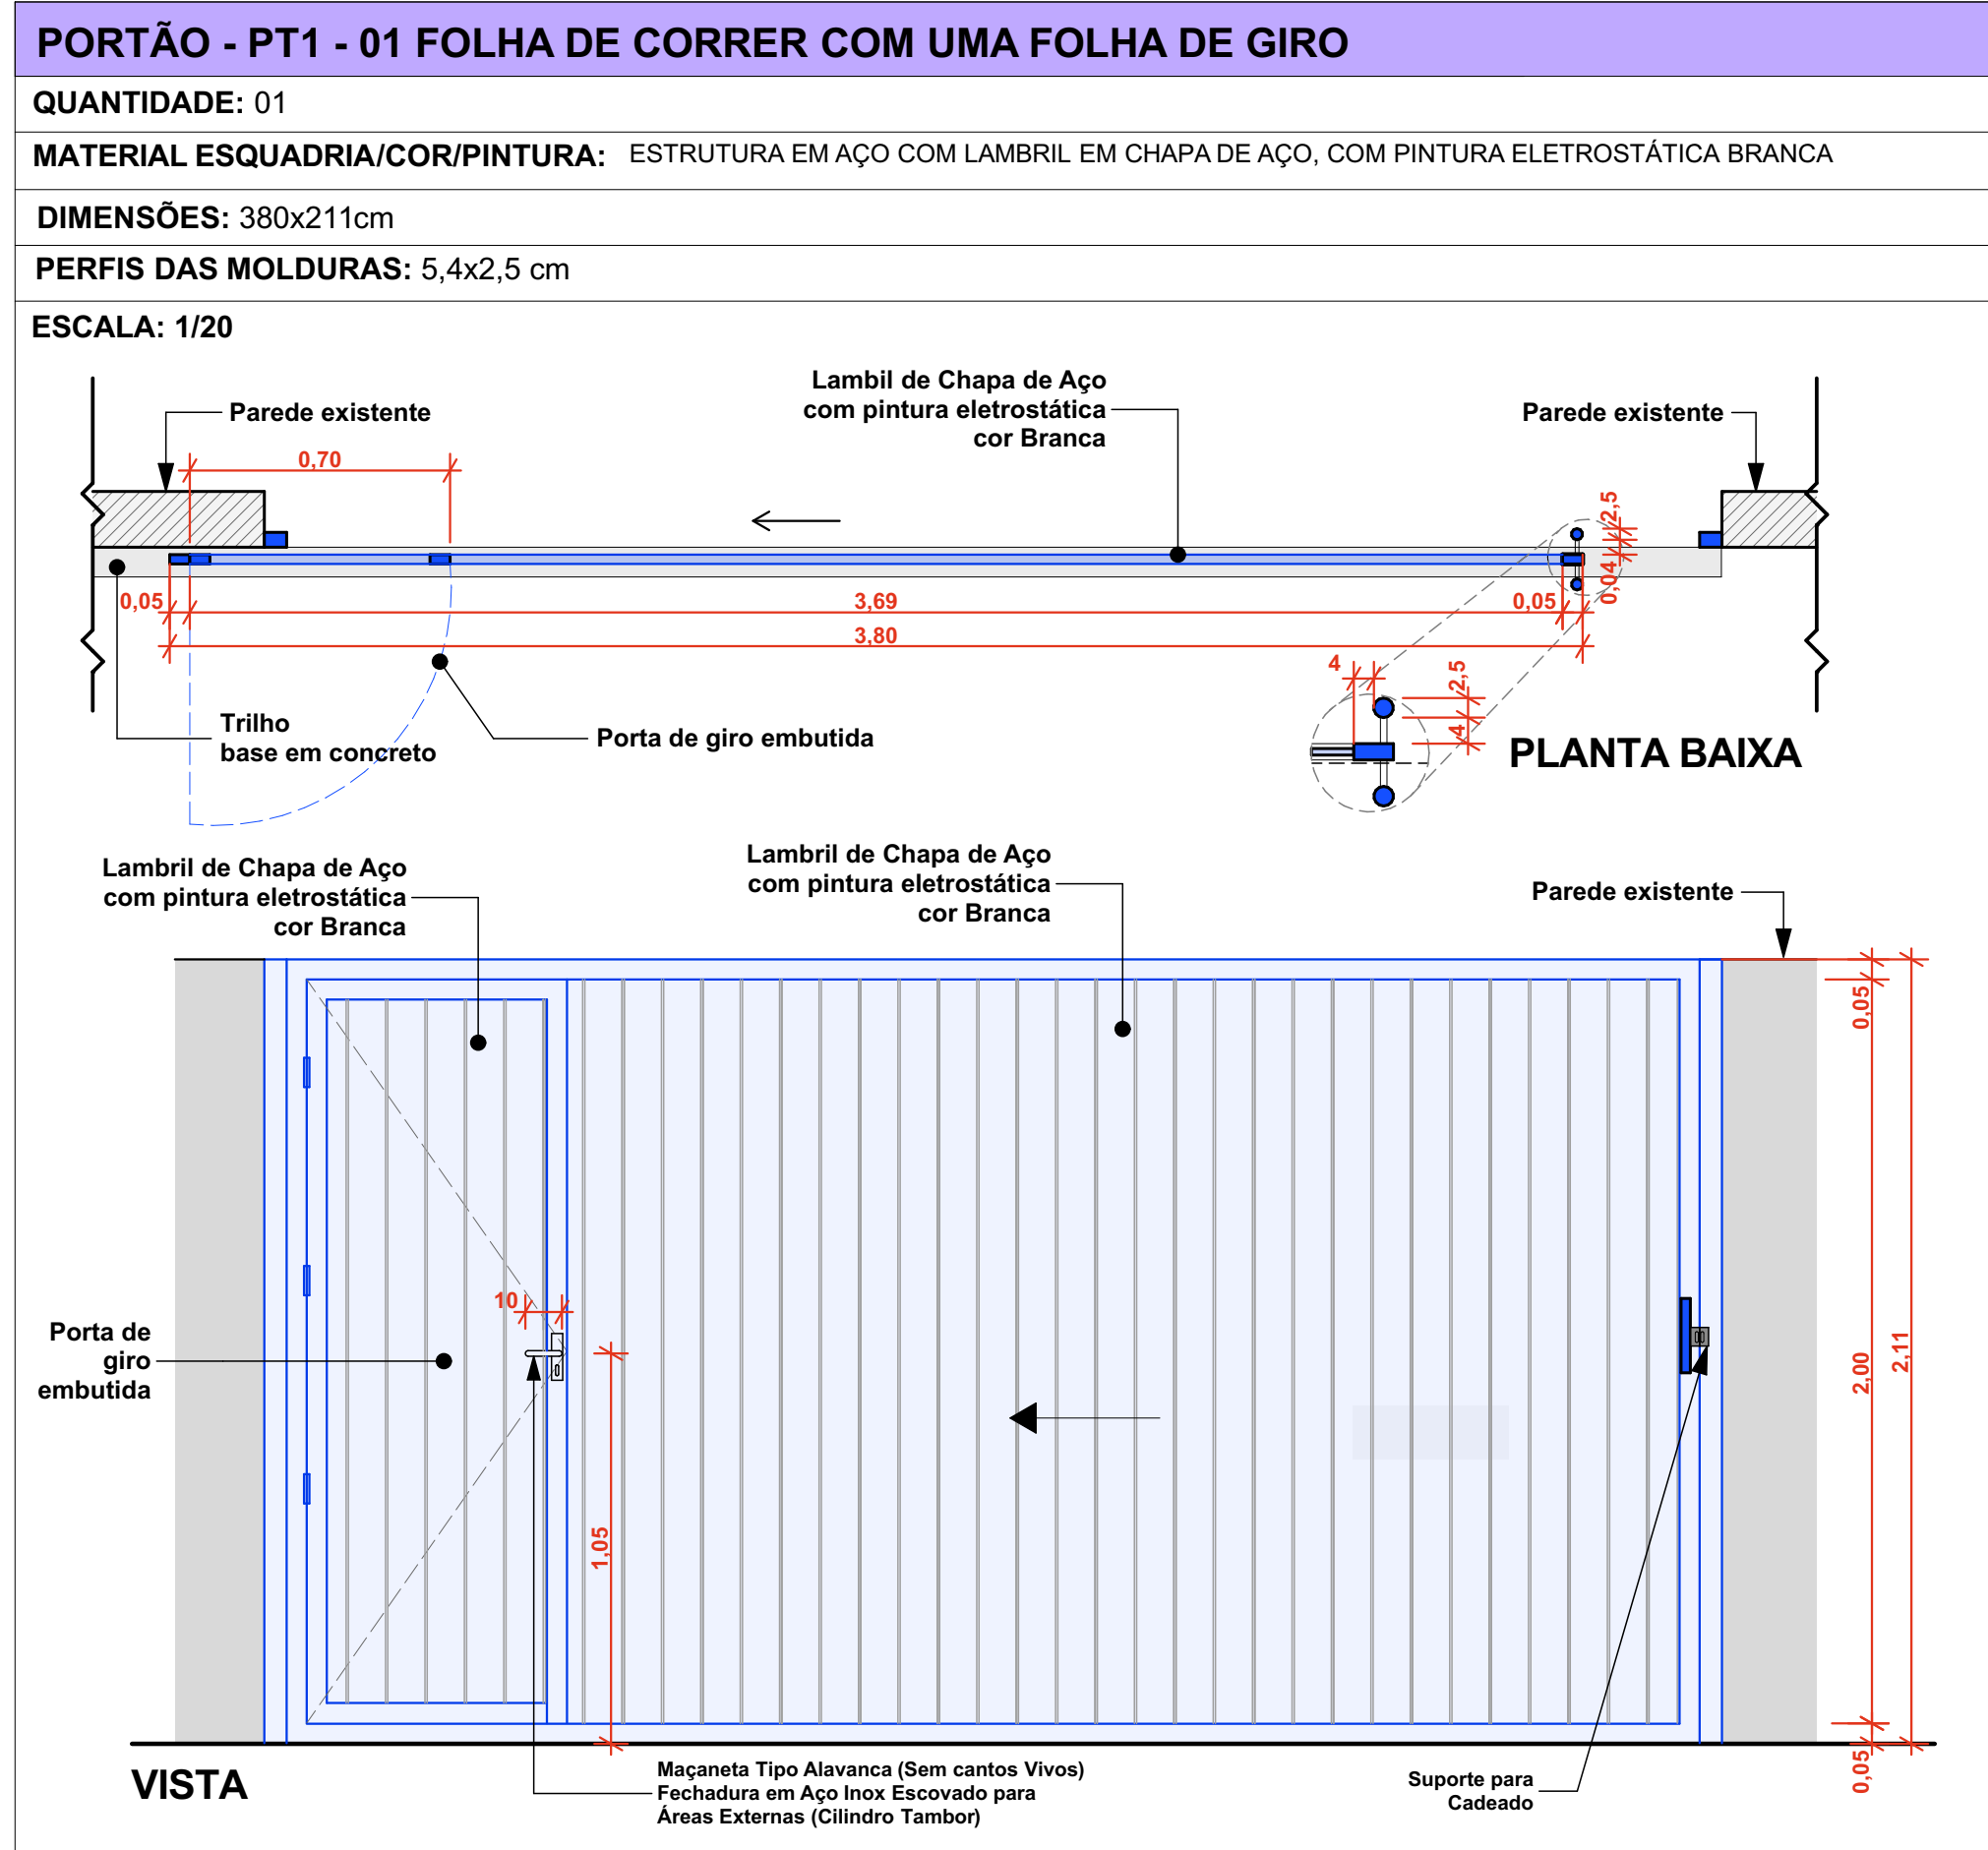 PORTÃO - PT1 - 01 FOLHA DE CORRER COM UMA FOLHA DE GIRO
QUANTIDADE: 01
MATERIAL ESQUADRIA/COR/PINTURA: ESTRUTURA EM AÇO COM LAMBRIL EM CHAPA DE AÇO, COM PINTURA ELETROSTÁTICA BRANCA
DIMENSÕES: 380x211cm
PERFIS DAS MOLDURAS: 5,4x2,5 cm
ESCALA: 1/20
Lambil de Chapa de Aço
com pintura eletrostática
cor Branca
Parede existente
Parede existente
0,70
2,5
0,04
0,05
3,69
0,05
3,80
4
2,5
4
Trilho
base em concreto
Porta de giro embutida
PLANTA BAIXA
Lambril de Chapa de Aço
com pintura eletrostática
cor Branca
Lambril de Chapa de Aço
com pintura eletrostática
cor Branca
Parede existente
0,05
10
Porta de
giro
embutida
2,00
2,11
1,05
0,05
VISTA
Maçaneta Tipo Alavanca (Sem cantos Vivos)
Fechadura em Aço Inox Escovado para
Áreas Externas (Cilindro Tambor)
Suporte para
Cadeado